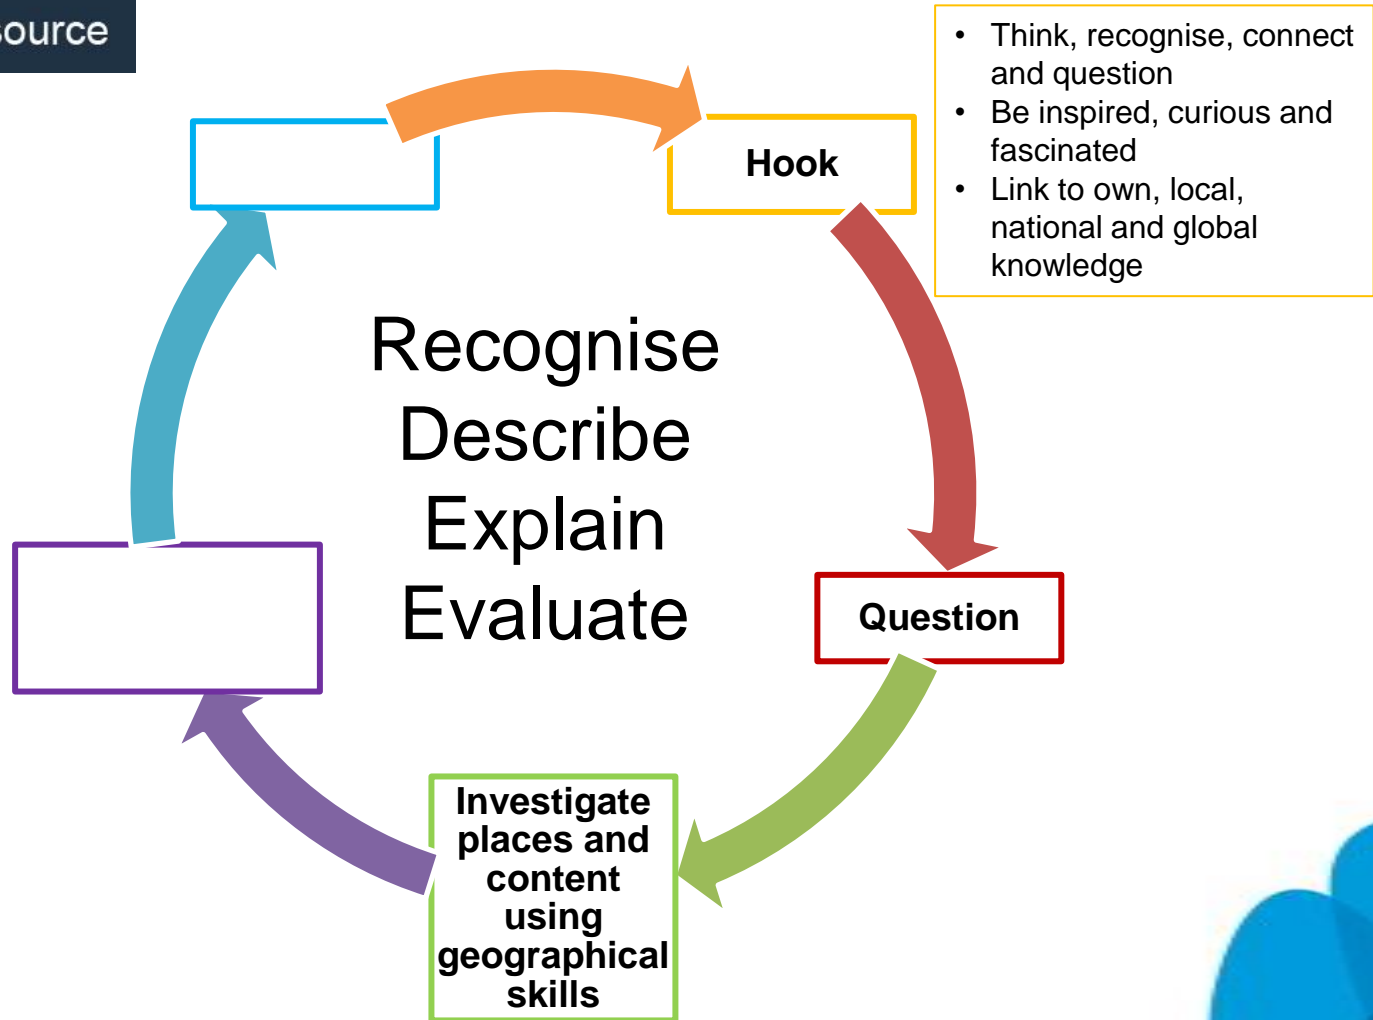 • Think, recognise, connect
and question
• Be inspired, curious and
fascinated
• Link to own, local,
national and global
knowledge
Hook
Recognise
Describe
Explain
Evaluate
Question
Investigate
places and
content
using
geographical
skills